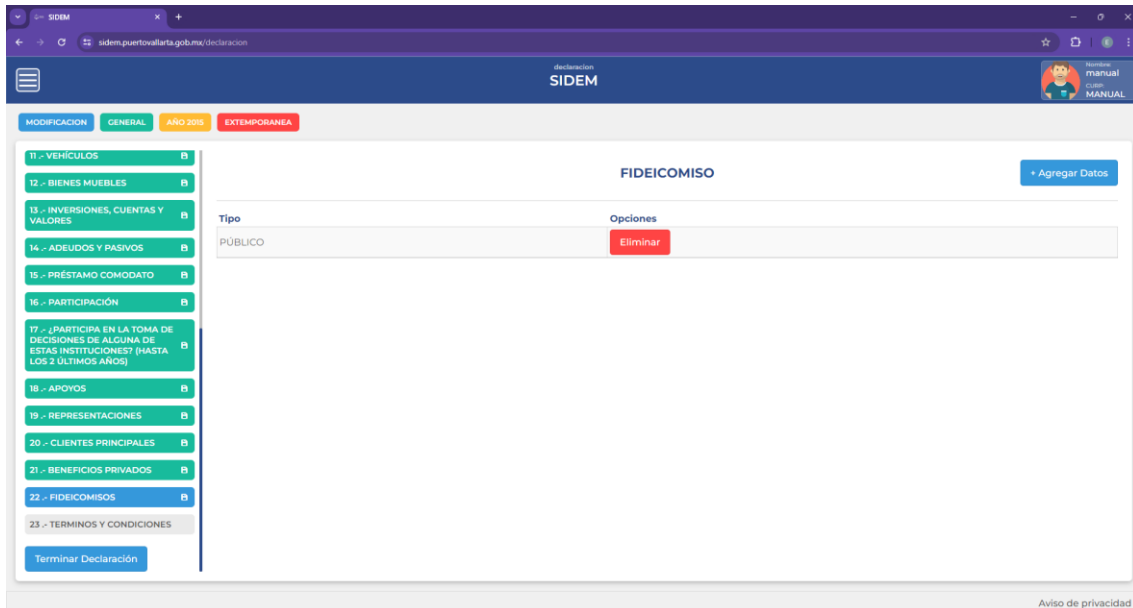 SIDEM
sidem.puertovallarta.gob.mx/declaracion
declaracion
SIDEM
Nombre:
manual
CURP:
MANUAL
MODIFICACION GENERAL AÑO 2015 EXTEMPORANEA
11 .- VEHÍCULOS
12 .- BIENES MUEBLES
13 .- INVERSIONES, CUENTAS Y
VALORES
14 .- ADEUDOS Y PASIVOS
15 .- PRÉSTAMO COMODATO
16 .- PARTICIPACIÓN
17 .- ¿PARTICIPA EN LA TOMA DE
DECISIONES DE ALGUNA DE
ESTAS INSTITUCIONES? (HASTA
LOS 2 ÚLTIMOS AÑOS)
18 .- APOYOS
19 .- REPRESENTACIONES
20 .- CLIENTES PRINCIPALES
21 .- BENEFICIOS PRIVADOS
22 .- FIDEICOMISOS
23 .- TERMINOS Y CONDICIONES
Terminar Declaración
FIDEICOMISO
+ Agregar Datos
Tipo Opciones
PÚBLICO Eliminar
Aviso de privacidad